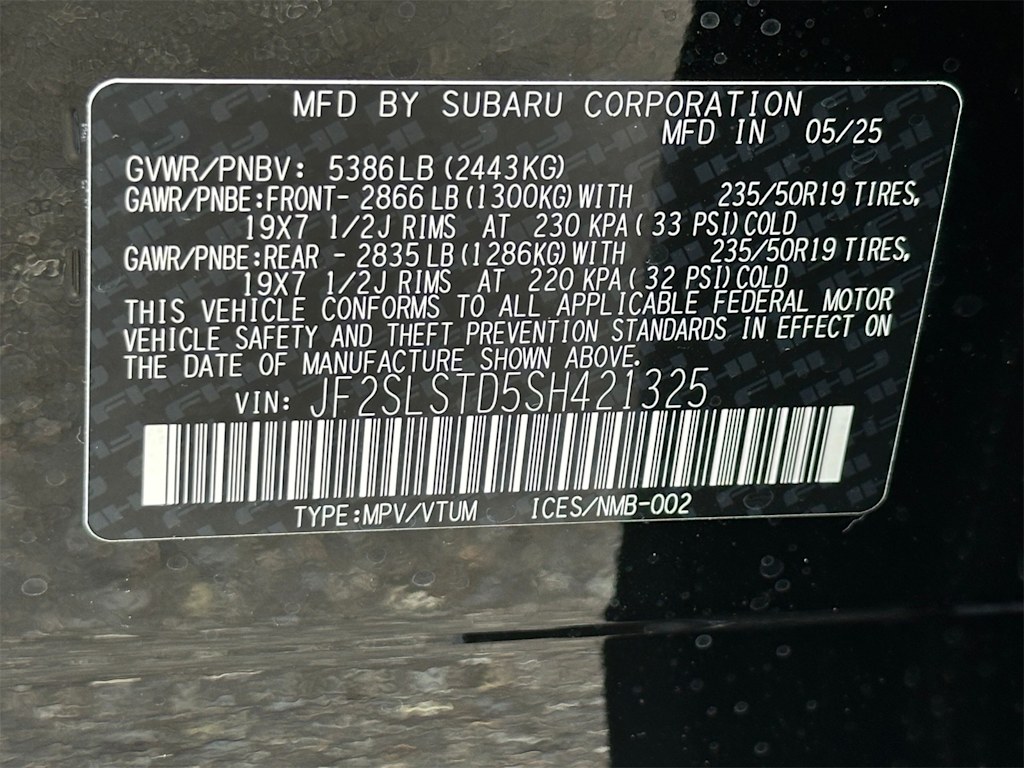 MFD BY SUBARU CORPORATION
MFD IN 05/25
GVWR/PNBV: 5386LB (2443KG)
GAWR/PNBE:FRONT- 2866 LB (1300KG) WITH 235/50R19 TIRES,
19X7 1/2J RIMS AT 230 KPA ( 33 PSI) COLD
GAWR/PNBE:REAR - 2835 LB (1286KG) WITH 235/50R19 TIRES,
19X7 1/2J RIMS AT 220 KPA ( 32 PSI) COLD
THIS VEHICLE CONFORMS TO ALL APPLICABLE FEDERAL MOTOR
VEHICLE SAFETY AND THEFT PREVENTION STANDARDS IN EFFECT ON
THE DATE OF MANUFACTURE SHOWN ABOVE.
VIN: JF2SLSTD5SH421325
TYPE:MPV/VTUM ICES/NMB-002